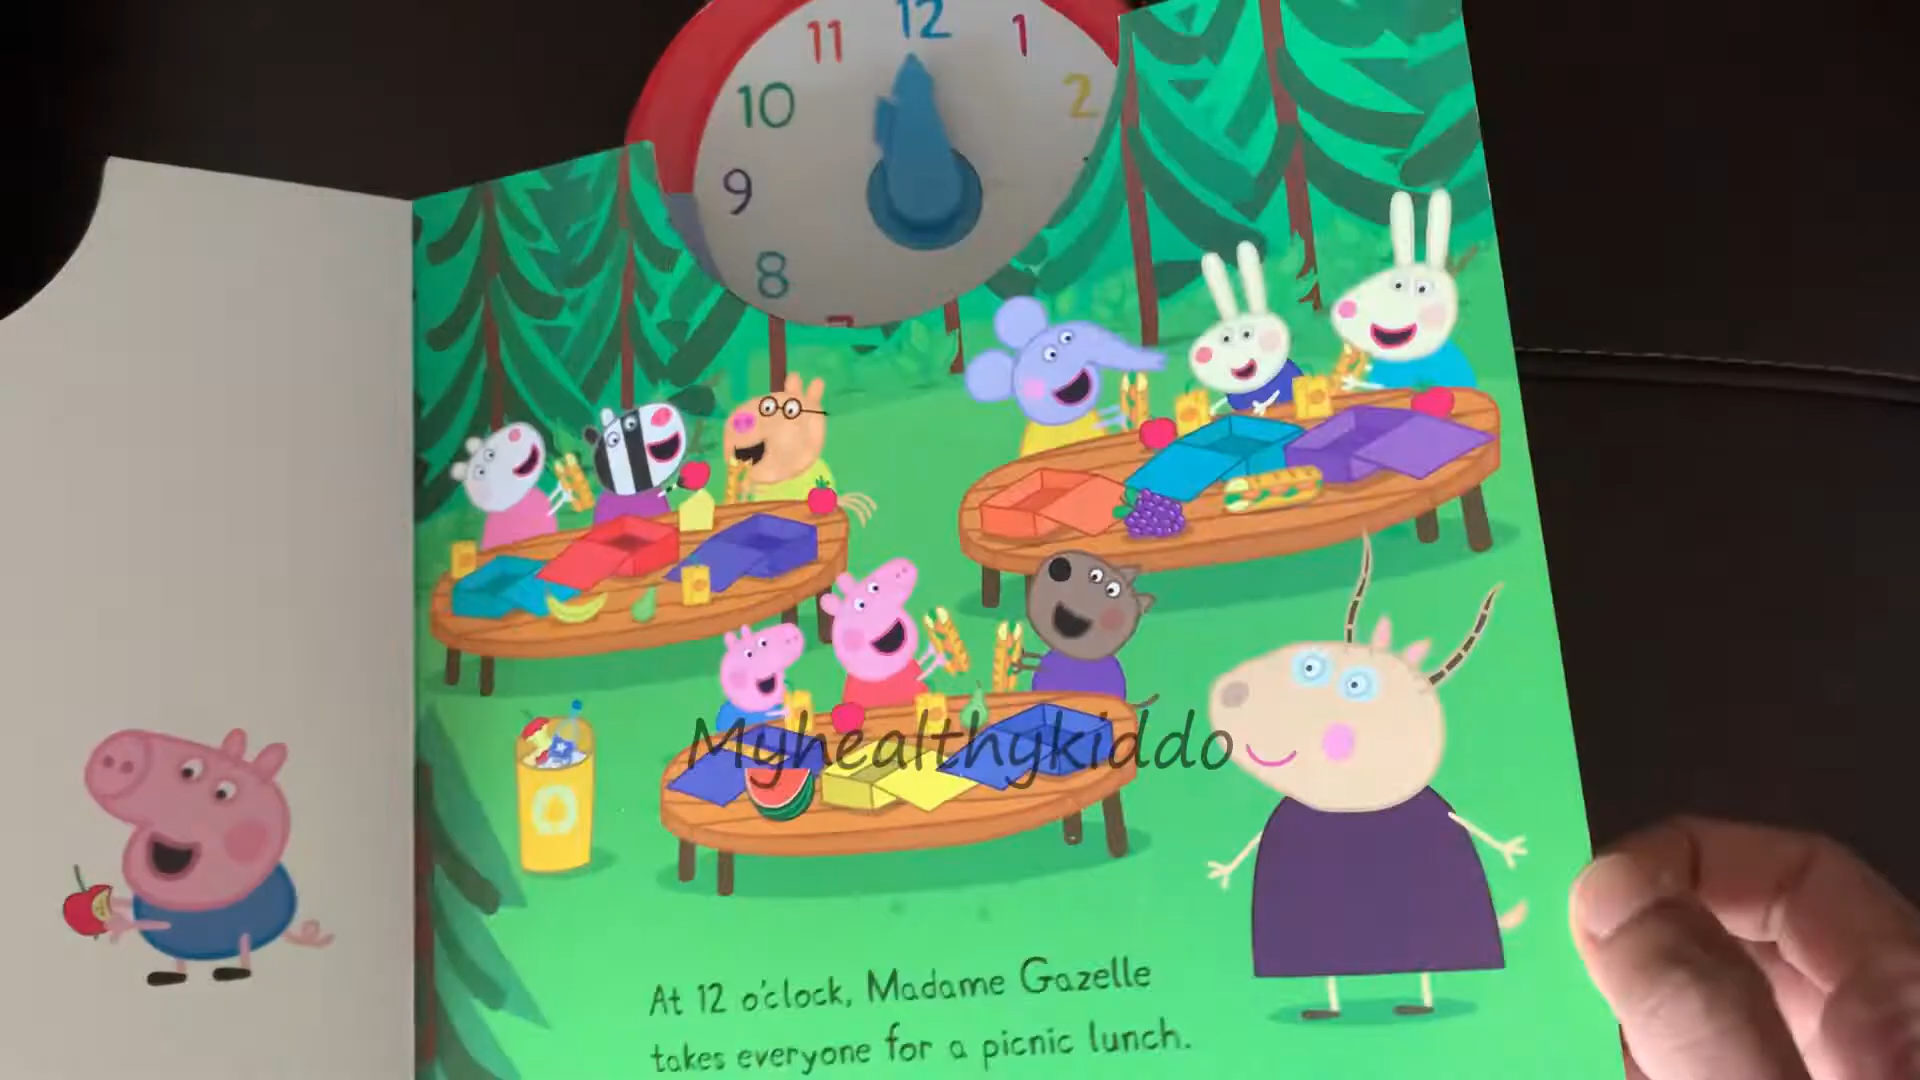 12
11
1
10
2
9
8
Myhealthykiddo
At 12 o'clock, Madame Gazelle
takes everyone for a picnic lunch.